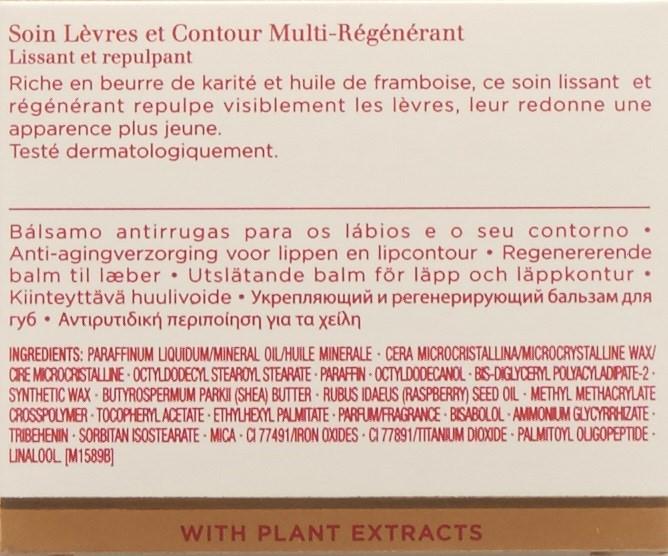 Soin Lèvres et Contour Multi-Régénérant
Lissant et repulpant
Riche en beurre de karité et huile de framboise, ce soin lissant et
régénérant repulpe visiblement les lèvres, leur redonne une
apparence plus jeune.
Testé dermatologiquement.
Bálsamo antirrugas para os lábios e o seu contorno •
Anti-agingverzorging voor lippen en lipcontour • Regenererende
balm til læber • Utslätande balm för läpp och läppkontur •
Kiinteyttävä huulivoide • Укрепляющий и регенерирующий бальзам для
губ • Αντιρυτιδική περιποίηση για τα χείλη
INGREDIENTS: PARAFFINUM LIQUIDUM/MINERAL OIL/HUILE MINERALE · CERA MICROCRISTALLINA/MICROCRYSTALLINE WAX/
CIRE MICROCRISTALLINE · OCTYLDODECYL STEAROYL STEARATE · PARAFFIN · OCTYLDODECANOL · BIS-DIGLYCERYL POLYACYLADIPATE-2 ·
SYNTHETIC WAX · BUTYROSPERMUM PARKII (SHEA) BUTTER · RUBUS IDAEUS (RASPBERRY) SEED OIL · METHYL METHACRYLATE
CROSSPOLYMER · TOCOPHERYL ACETATE · ETHYLHEXYL PALMITATE · PARFUM/FRAGRANCE · BISABOLOL · AMMONIUM GLYCYRRHIZATE ·
TRIBEHENIN · SORBITAN ISOSTEARATE · MICA · CI 77491/IRON OXIDES · CI 77891/TITANIUM DIOXIDE · PALMITOYL OLIGOPEPTIDE ·
LINALOOL. [M1589B]
WITH PLANT EXTRACTS